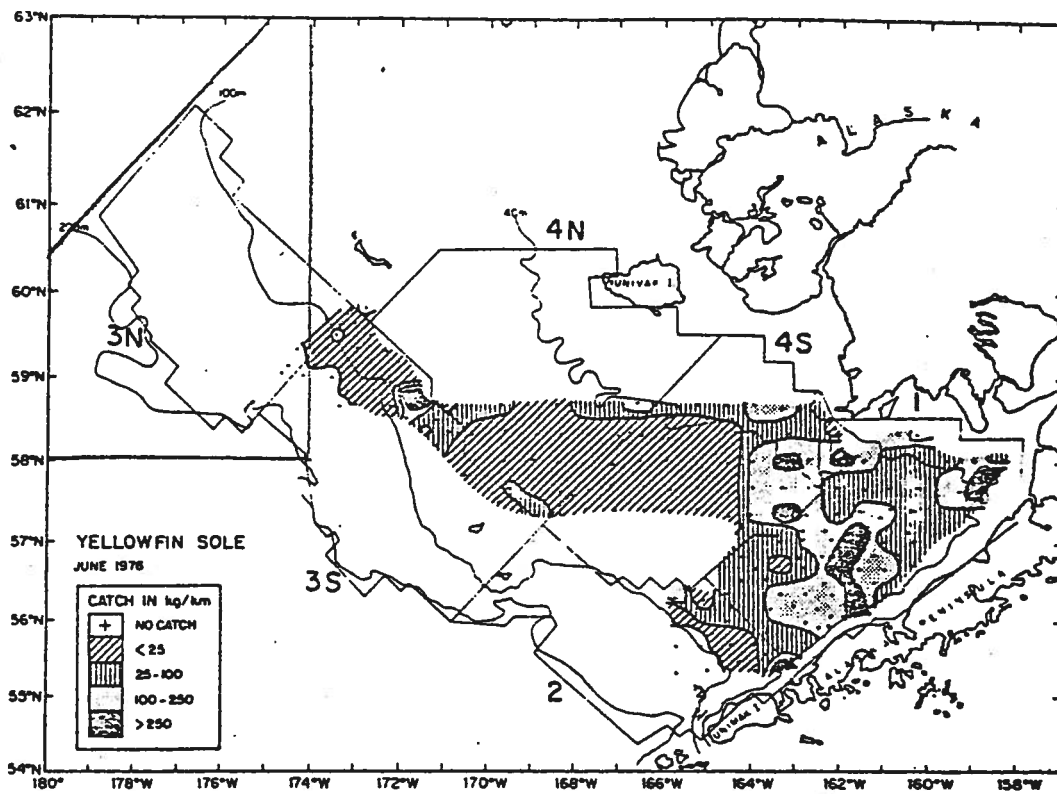 63°N
62°N
61°N
60°N
59°N
58°N
57°N
56°N
55°N
54°N
100m
A L A S K A
40m
4N
NUNIVAK I.
3N
4S
1
YELLOWFIN SOLE
JUNE 1976
CATCH IN kg/km
+ NO CATCH
<25
25-100
100-250
>250
3S
2
PENINSULA
UNIMAK I.
180° 178°W 176°W 174°W 172°W 170°W 168°W 166°W 164°W 162°W 160°W 158°W